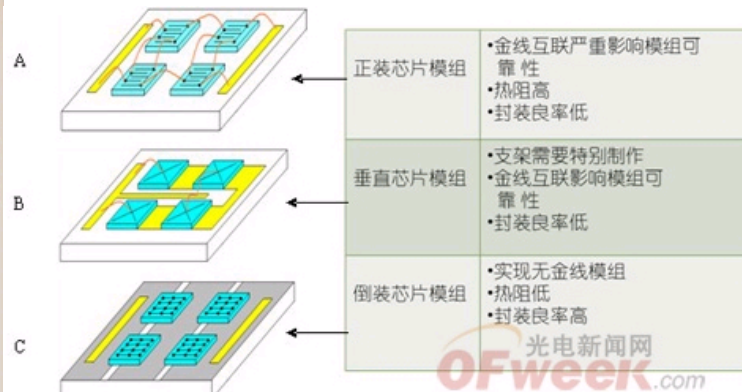 A
正装芯片模组
•金线互联严重影响模组可
靠 性
•热阻高
•封装良率低
B
垂直芯片模组
•支架需要特别制作
•金线互联影响模组可
靠 性
•封装良率低
C
倒装芯片模组
•实现无金线模组
•热阻低
•封装良率高
光电新闻网
OFweek.com